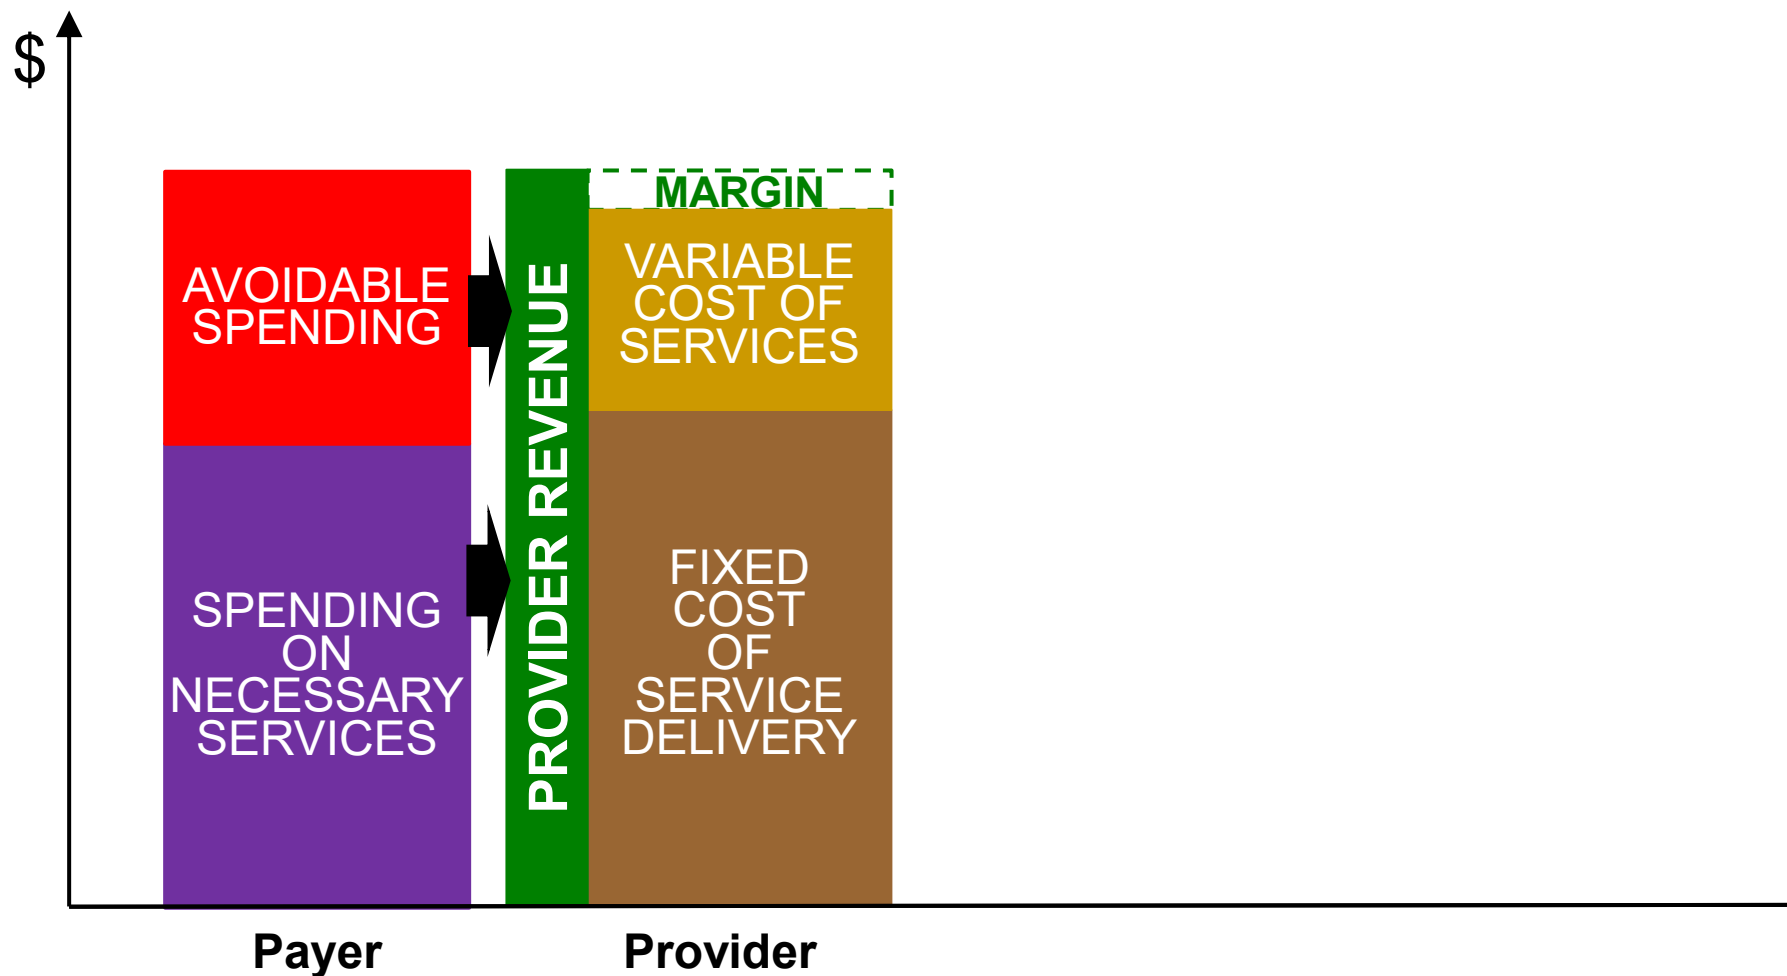 $
AVOIDABLE
SPENDING
SPENDING
ON
NECESSARY
SERVICES
PROVIDER REVENUE
MARGIN
VARIABLE
COST OF
SERVICES
FIXED
COST
OF
SERVICE
DELIVERY
Payer
Provider